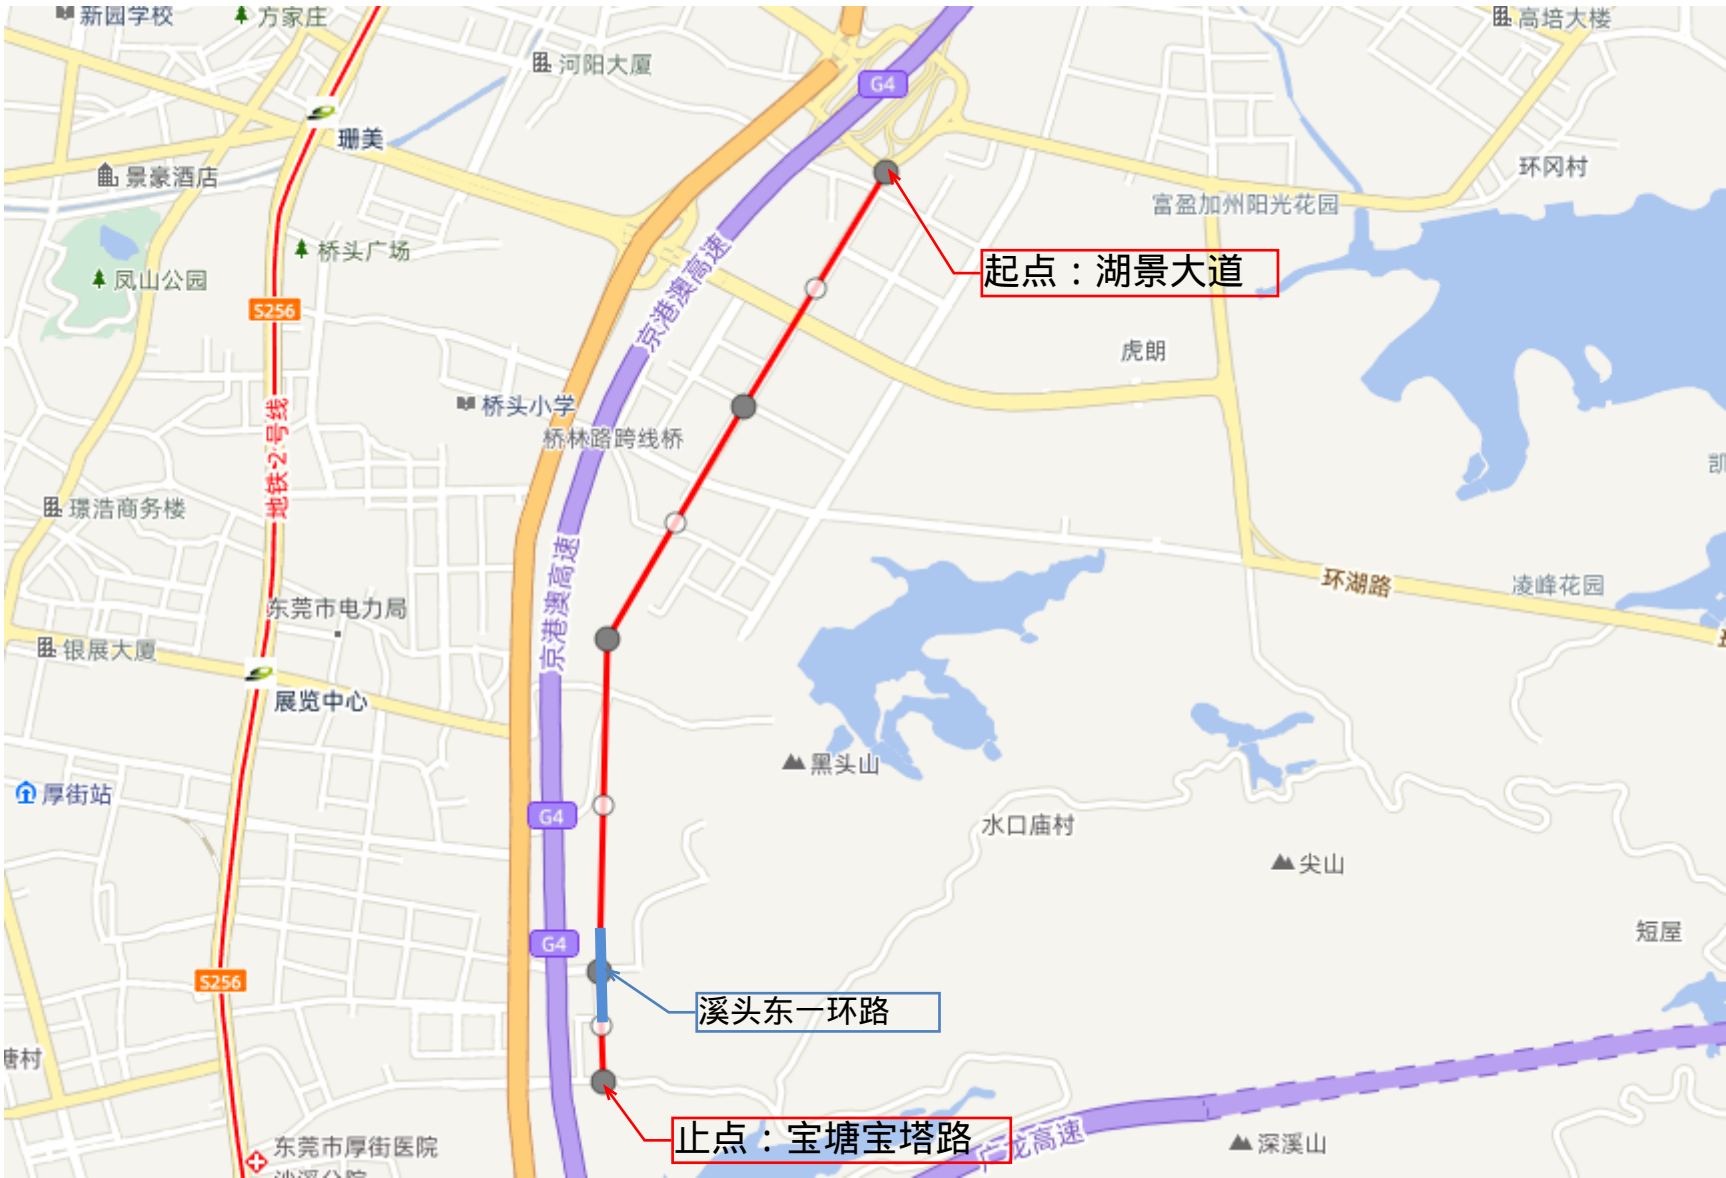 新园学校
方家庄
高培大楼
河阳大厦
G4
珊美
景豪酒店
环冈村
富盈加州阳光花园
桥头广场
凤山公园
起点：湖景大道
京港澳高速
S256
虎朗
桥头小学
桥林路跨线桥
地铁2号线
凯
璟浩商务楼
京港澳高速
环湖路
凌峰花园
东莞市电力局
银展大厦
展览中心
黑头山
厚街站
G4
水口庙村
尖山
短屋
G4
S256
溪头东一环路
塘村
止点：宝塘宝塔路
广龙高速
东莞市厚街医院
深溪山